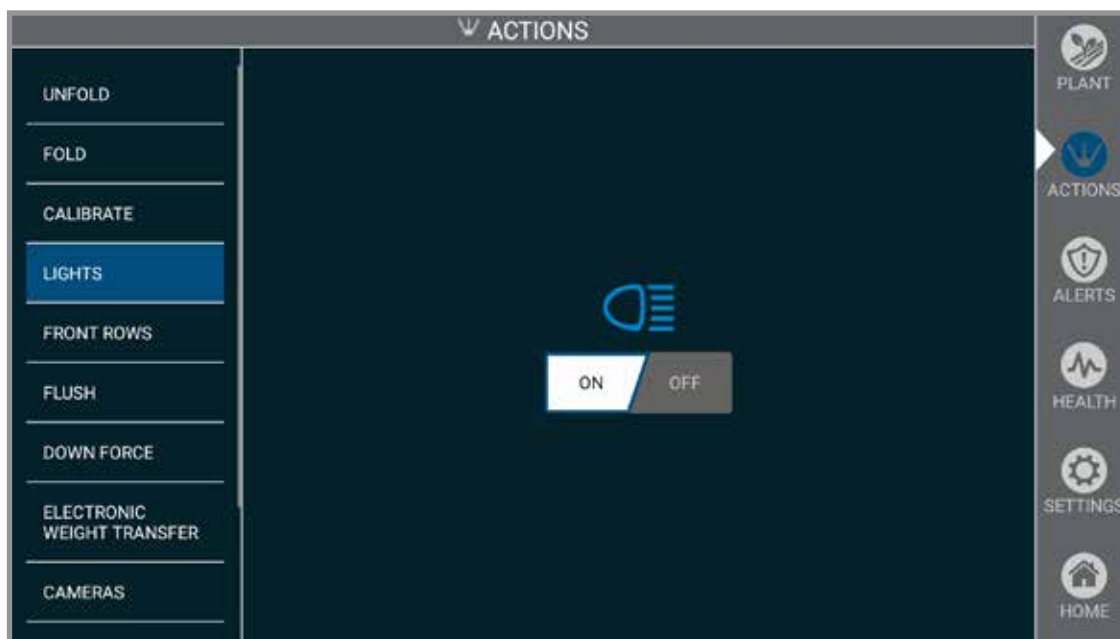 ACTIONS
UNFOLD
FOLD
CALIBRATE
LIGHTS
FRONT ROWS
FLUSH
DOWN FORCE
ELECTRONIC
WEIGHT TRANSFER
CAMERAS
ON OFF
PLANT
ACTIONS
ALERTS
HEALTH
SETTINGS
HOME